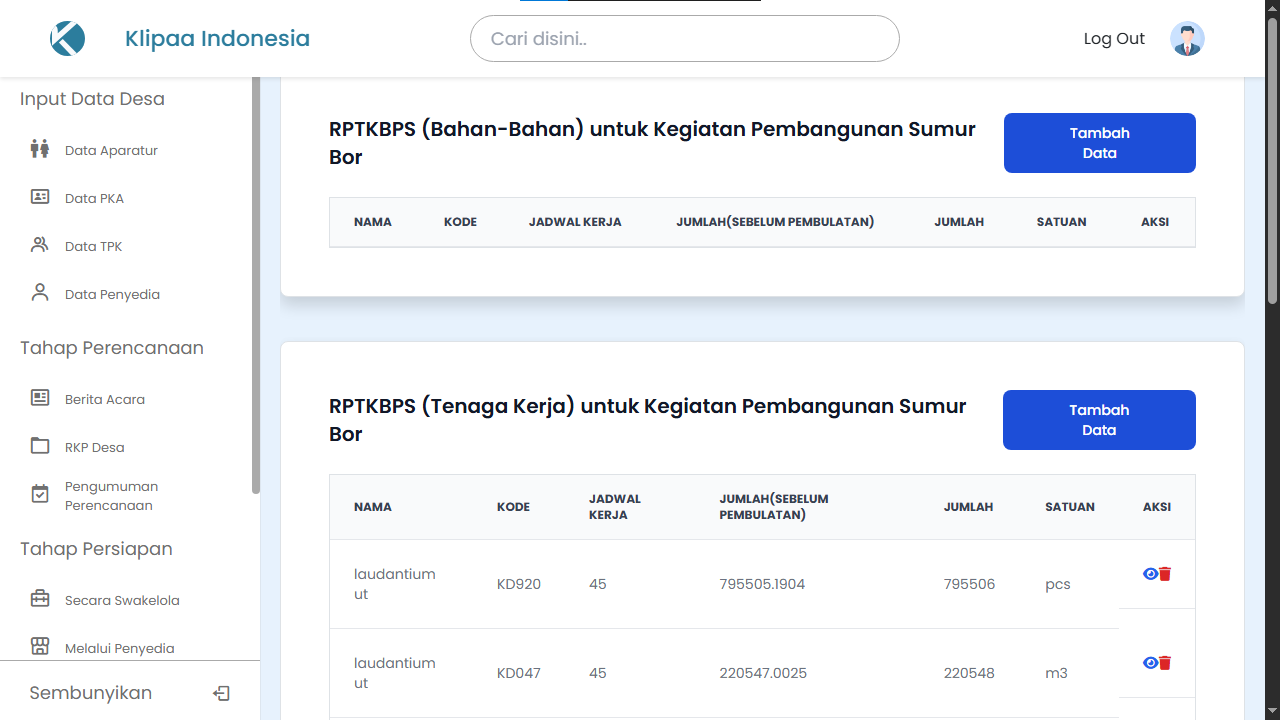 Klipaa Indonesia
Cari disini..
Log Out
Input Data Desa
Data Aparatur
Data PKA
Data TPK
Data Penyedia
Tahap Perencanaan
Berita Acara
RKP Desa
Pengumuman
Perencanaan
Tahap Persiapan
Secara Swakelola
Melalui Penyedia
Sembunyikan
RPTKBPS (Bahan-Bahan) untuk Kegiatan Pembangunan Sumur
Bor
Tambah
Data
NAMA KODE JADWAL KERJA JUMLAH(SEBELUM PEMBULATAN) JUMLAH SATUAN AKSI
RPTKBPS (Tenaga Kerja) untuk Kegiatan Pembangunan Sumur
Bor
Tambah
Data
NAMA KODE JADWAL KERJA JUMLAH(SEBELUM PEMBULATAN) JUMLAH SATUAN AKSI
laudantium ut KD920 45 795505.1904 795506 pcs
laudantium ut KD047 45 220547.0025 220548 m3